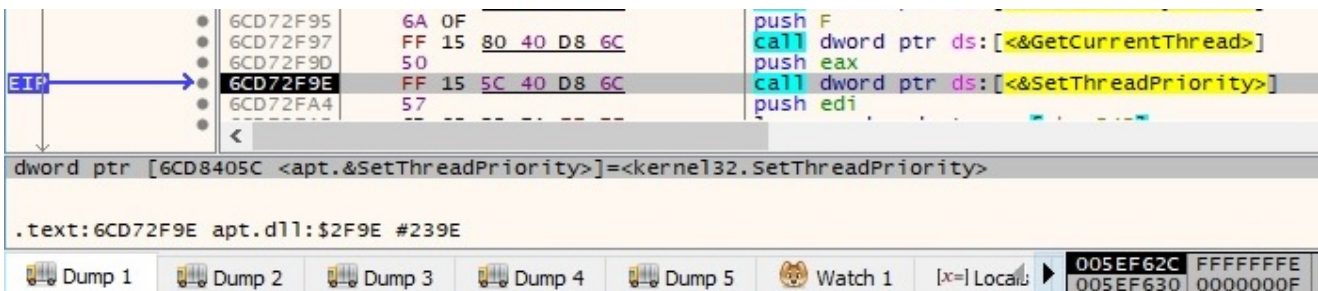 6CD72F95 6A 0F push F
6CD72F97 FF 15 80 40 D8 6C call dword ptr ds:[<&GetCurrentThread>]
6CD72F9D 50 push eax
EIP 6CD72F9E FF 15 5C 40 D8 6C call dword ptr ds:[<&SetThreadPriority>]
6CD72FA4 57 push edi
dword ptr [6CD8405C <apt.&SetThreadPriority>]=<kernel32.SetThreadPriority>
.text:6CD72F9E apt.dll:$2F9E #239E
Dump 1 Dump 2 Dump 3 Dump 4 Dump 5 Watch 1 [x=] Locals 005EF62C FFFFFFFE
005EF630 0000000F